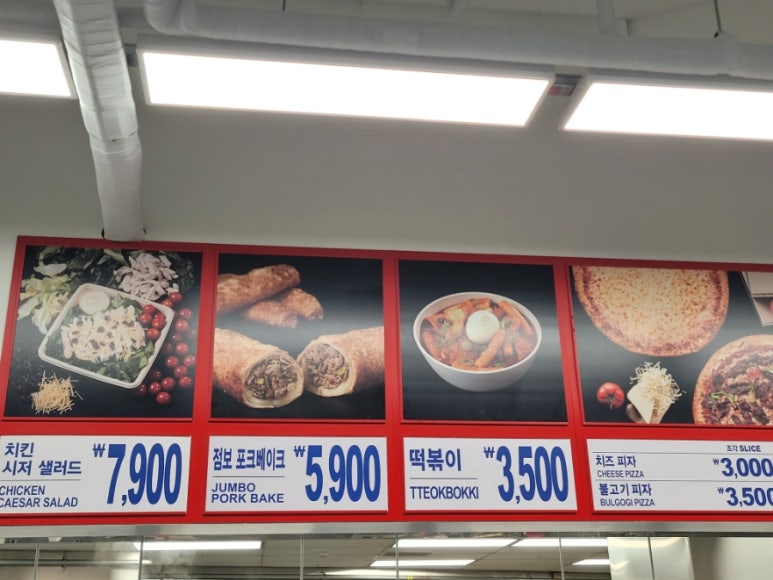 치킨
시저 샐러드
CHICKEN
CAESAR SALAD
₩7,900
점보 포크베이크
JUMBO
PORK BAKE
₩5,900
떡볶이
TTEOKBOKKI
₩3,500
조각 SLICE
치즈 피자
CHEESE PIZZA
₩3,000
불고기 피자
BULGOGI PIZZA
₩3,500